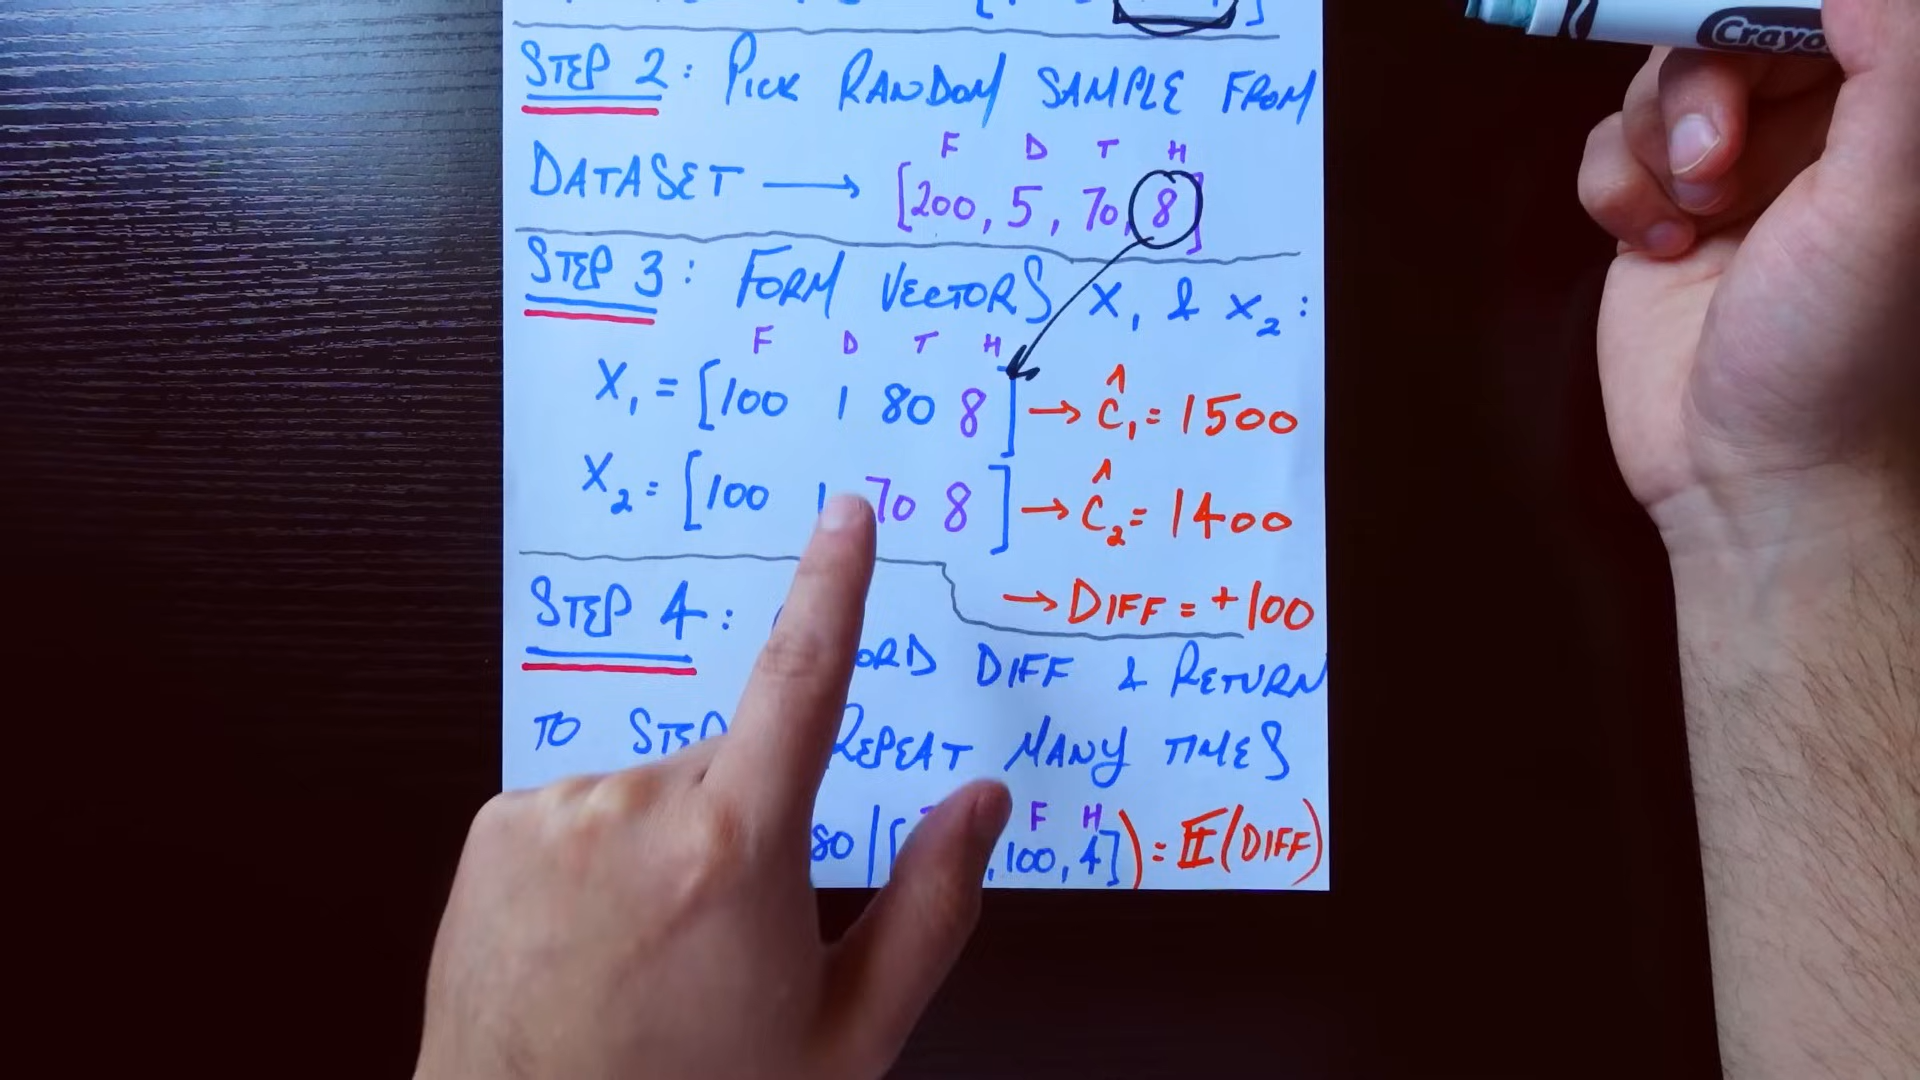 STEP 2: PICK RANDOM SAMPLE FROM
F D T H
DATASET → [200, 5, 70, 8]
STEP 3: FORM VECTORS X₁ & X₂:
F D T H
X₁ = [100 1 80 8] → Ĉ₁ = 1500
X₂ = [100 1 70 8] → Ĉ₂ = 1400
→ DIFF = +100
STEP 4: DIFF & RETURN
TO REPEAT MANY TIMES
F H
80 | [ , 100, 4]) = E(DIFF)